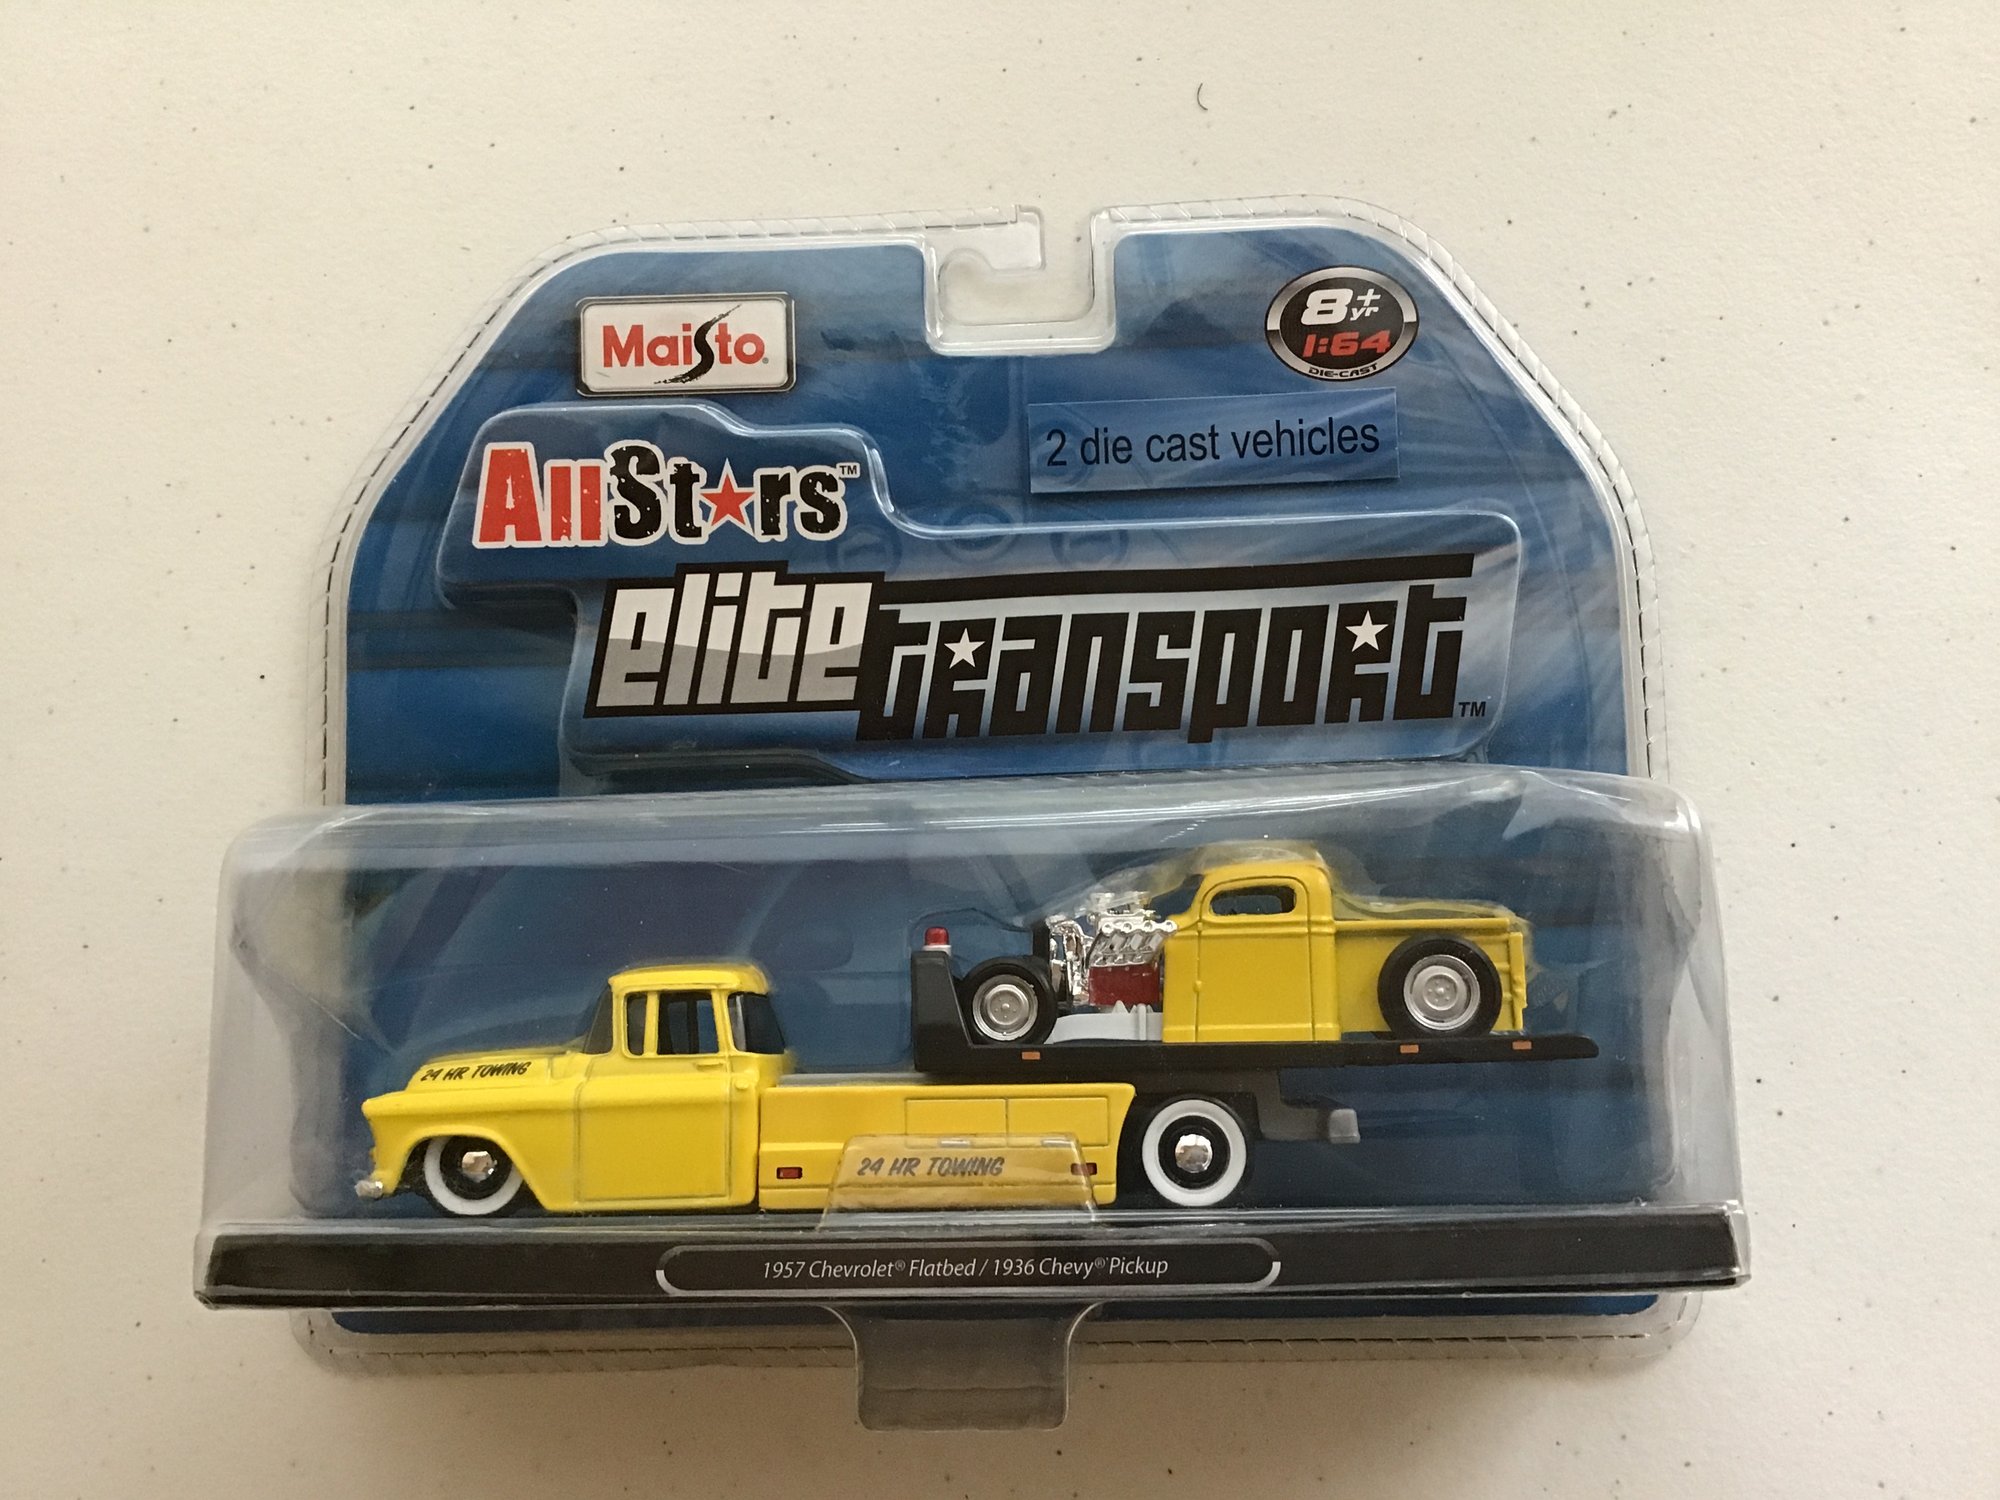 Maisto®
8+ yr
1:64
DIE-CAST
AllStars™
2 die cast vehicles
elite transport™
24 HR TOWING
24 HR TOWING
1957 Chevrolet® Flatbed / 1936 Chevy® Pickup